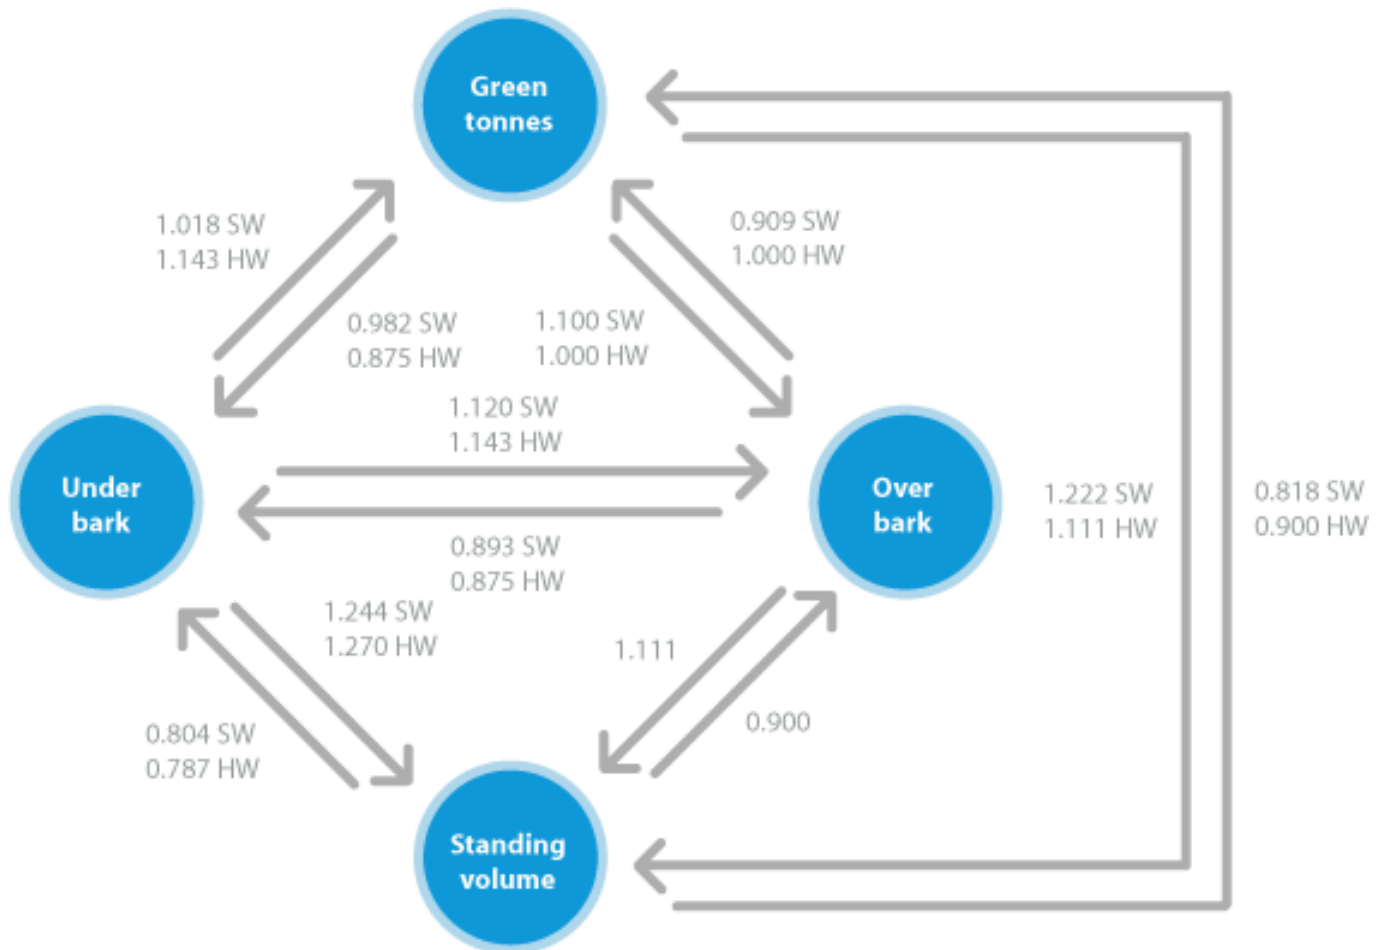 Green
tonnes
1.018 SW
1.143 HW
0.909 SW
1.000 HW
0.982 SW
0.875 HW
1.100 SW
1.000 HW
1.120 SW
1.143 HW
Under
bark
Over
bark
1.222 SW
1.111 HW
0.818 SW
0.900 HW
0.893 SW
0.875 HW
1.244 SW
1.270 HW
1.111
0.900
0.804 SW
0.787 HW
Standing
volume